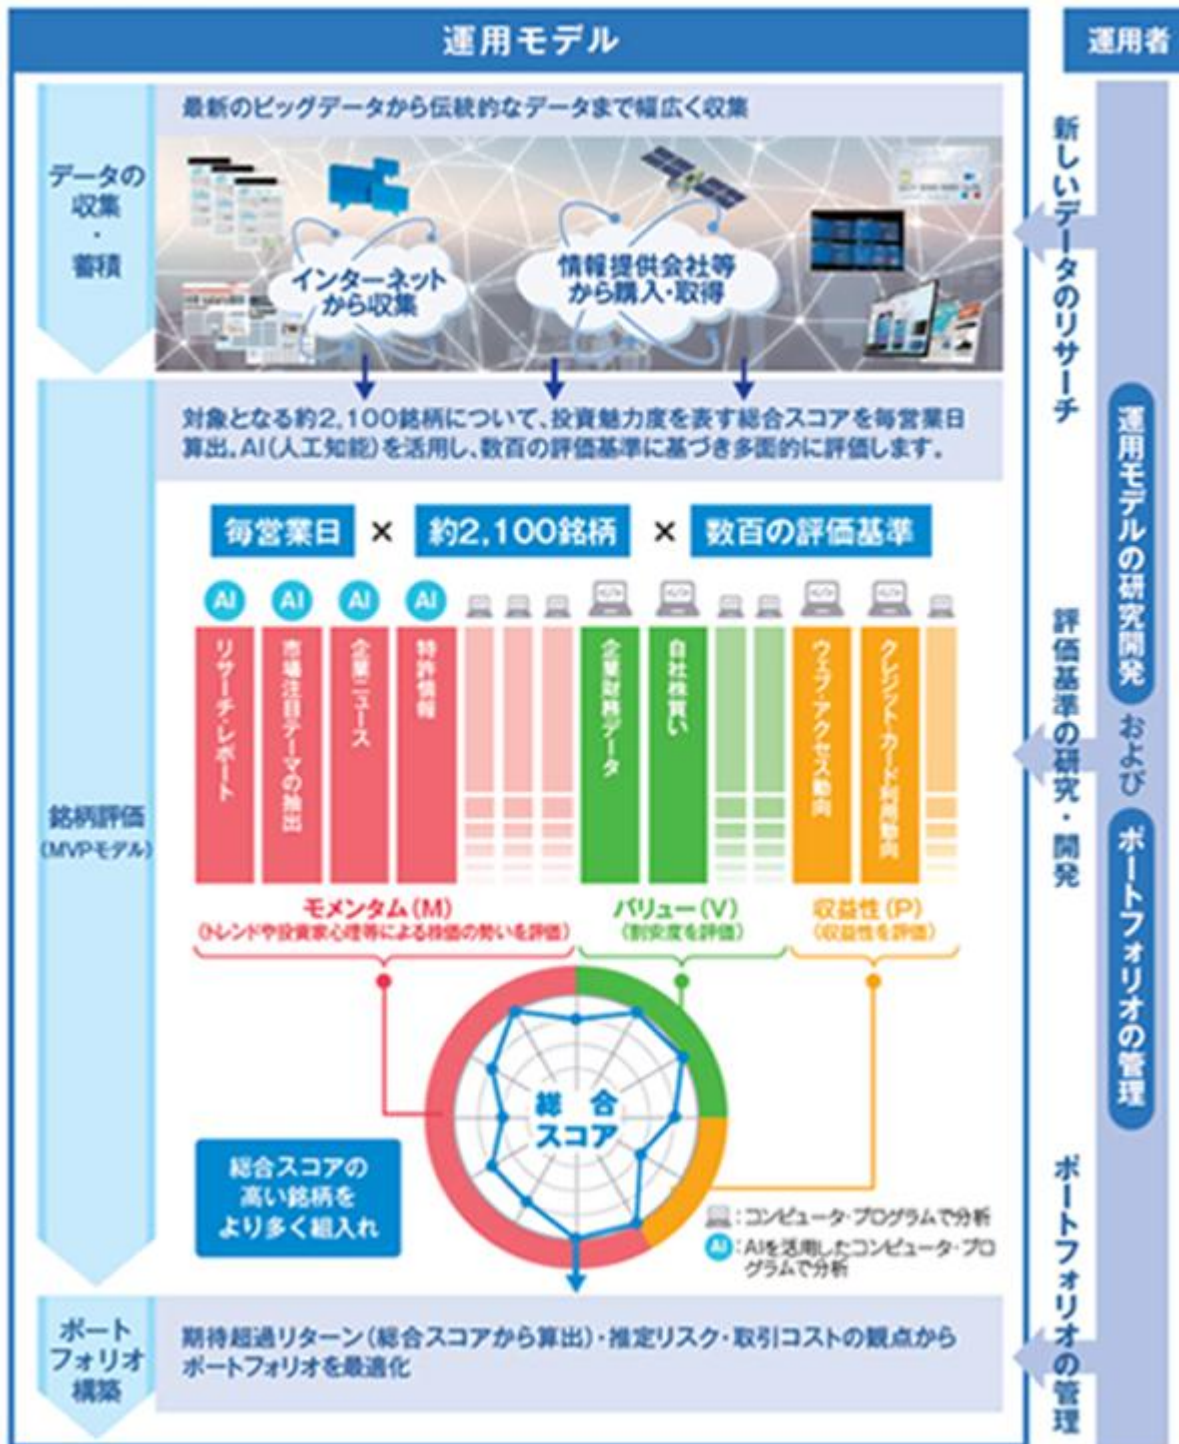 運用モデル
運用者
データの
収集
・
蓄積
最新のビッグデータから伝統的なデータまで幅広く収集
インターネット
から収集
情報提供会社等
から購入・取得
新しいデータのリサーチ
対象となる約2,100銘柄について、投資魅力度を表す総合スコアを毎営業日
算出。AI(人工知能)を活用し、数百の評価基準に基づき多面的に評価します。
毎営業日 × 約2,100銘柄 × 数百の評価基準
AI AI AI AI
リサーチ・レポート
市場注目テーマの抽出
企業ニュース
特許情報
企業財務データ
自社株買い
ウェブ・アクセス動向
クレジット・カード利用動向
銘柄評価
(MVPモデル)
モメンタム(M)
(トレンドや投資家心理等による株価の勢いを評価)
バリュー(V)
(割安度を評価)
収益性(P)
(収益性を評価)
総合
スコア
総合スコアの
高い銘柄を
より多く組入れ
:コンピュータ・プログラムで分析
AI:AIを活用したコンピュータ・プロ
グラムで分析
評価基準の研究・開発
運用モデルの研究開発
および
ポートフォリオの管理
ポート
フォリオ
構築
期待超過リターン(総合スコアから算出)・推定リスク・取引コストの観点から
ポートフォリオを最適化
ポートフォリオの管理